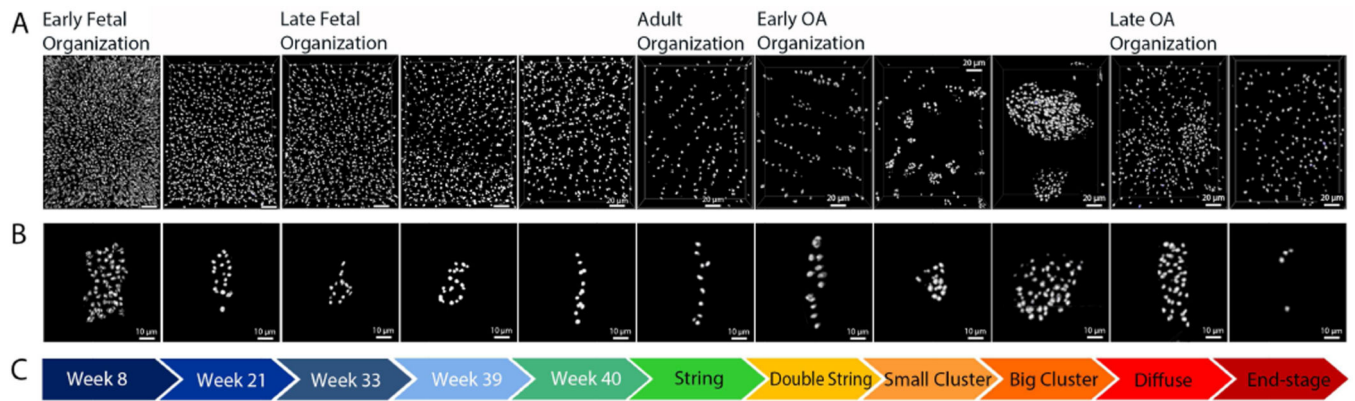 A
Early Fetal
Organization
Late Fetal
Organization
Adult
Organization
Early OA
Organization
Late OA
Organization
20 µm
20 µm
20 µm
20 µm
20 µm
20 µm
20 µm
B
10 µm
10 µm
10 µm
10 µm
10 µm
10 µm
10 µm
10 µm
10 µm
10 µm
10 µm
C
Week 8
Week 21
Week 33
Week 39
Week 40
String
Double String
Small Cluster
Big Cluster
Diffuse
End-stage